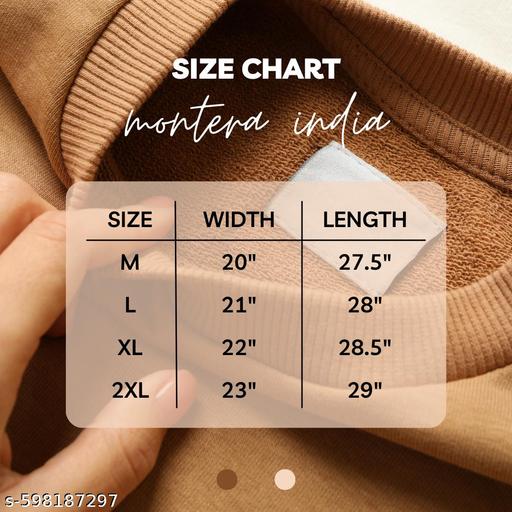 SIZE CHART
montera india
SIZE WIDTH LENGTH
M 20" 27.5"
L 21" 28"
XL 22" 28.5"
2XL 23" 29"
s-598187297